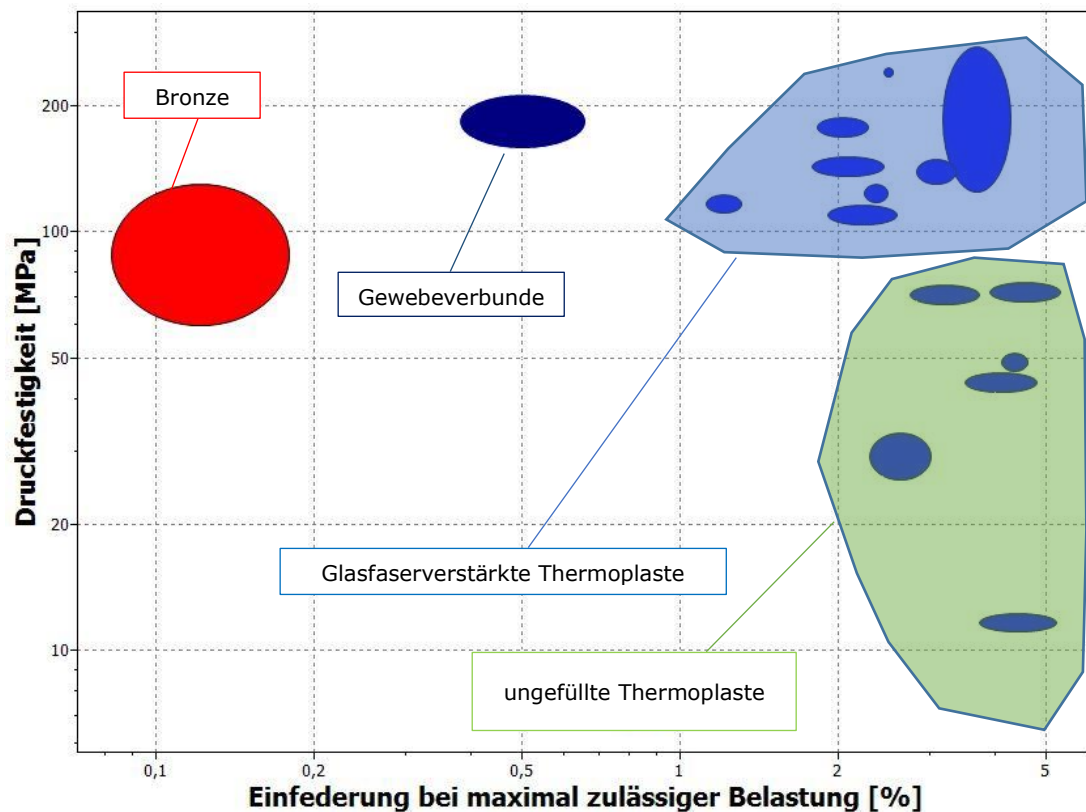 200
100
50
20
10
Druckfestigkeit [MPa]
Bronze
Gewebeverbunde
Glasfaserverstärkte Thermoplaste
ungefüllte Thermoplaste
0,1
0,2
0,5
1
2
5
Einfederung bei maximal zulässiger Belastung [%]